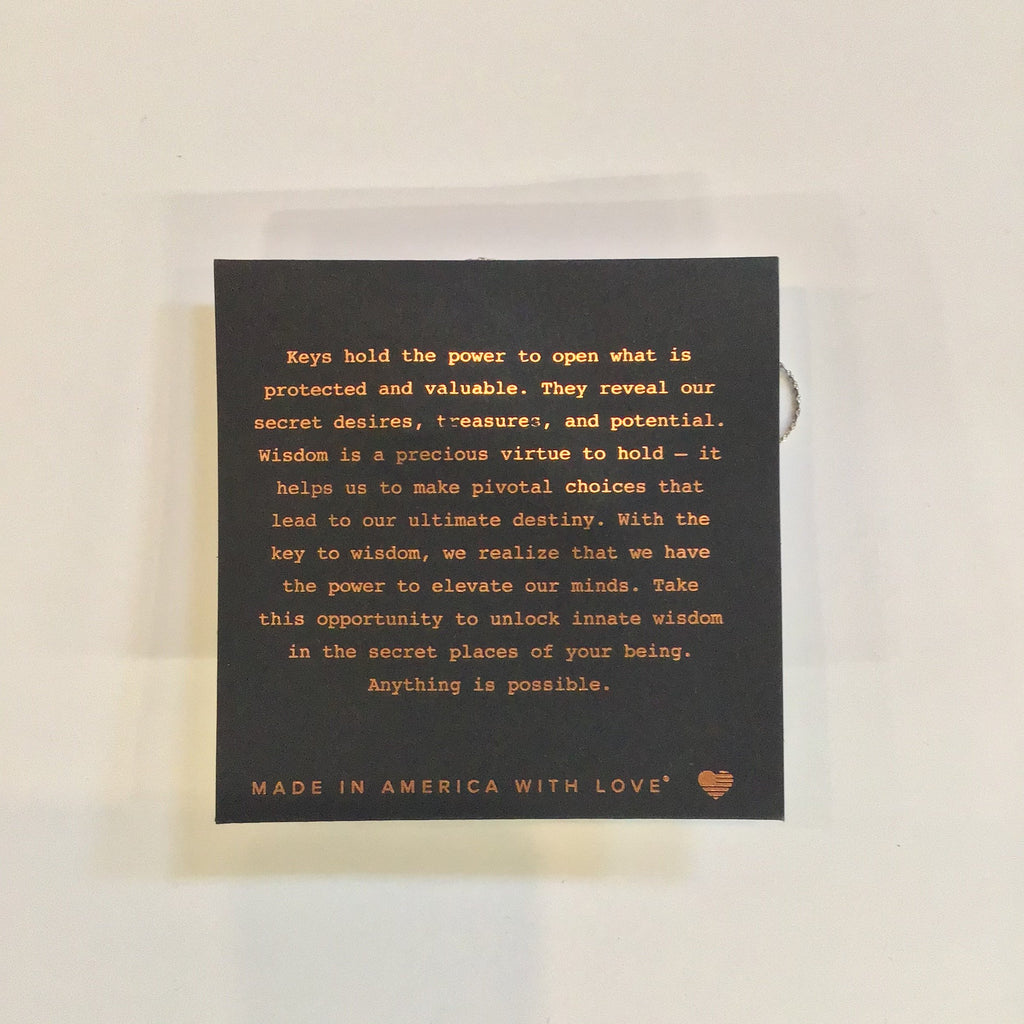 Keys hold the power to open what is
protected and valuable. They reveal our
secret desires, treasures, and potential.
Wisdom is a precious virtue to hold — it
helps us to make pivotal choices that
lead to our ultimate destiny. With the
key to wisdom, we realize that we have
the power to elevate our minds. Take
this opportunity to unlock innate wisdom
in the secret places of your being.
Anything is possible.
MADE IN AMERICA WITH LOVE®